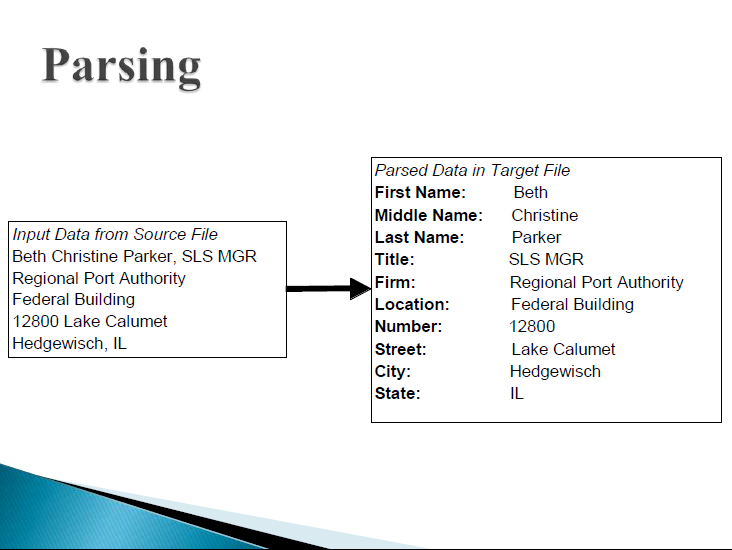 Parsing
Input Data from Source File
Beth Christine Parker, SLS MGR
Regional Port Authority
Federal Building
12800 Lake Calumet
Hedgewisch, IL
Parsed Data in Target File
First Name: Beth
Middle Name: Christine
Last Name: Parker
Title: SLS MGR
Firm: Regional Port Authority
Location: Federal Building
Number: 12800
Street: Lake Calumet
City: Hedgewisch
State: IL